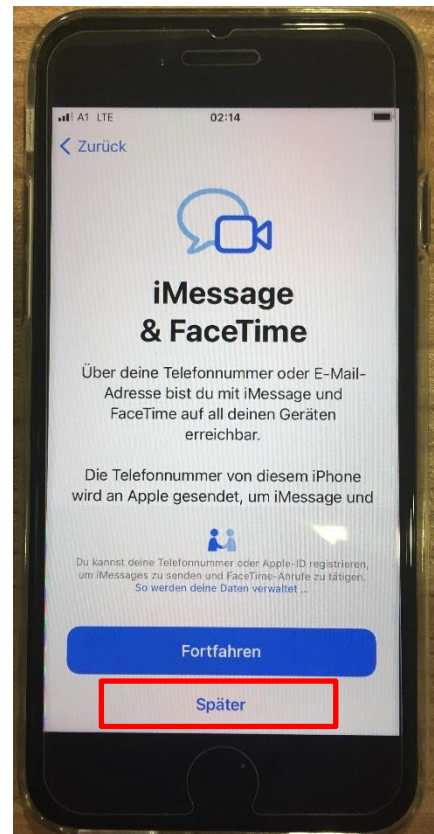 A1 LTE 02:14
Zurück
iMessage
& FaceTime
Über deine Telefonnummer oder E-Mail-
Adresse bist du mit iMessage und
FaceTime auf all deinen Geräten
erreichbar.
Die Telefonnummer von diesem iPhone
wird an Apple gesendet, um iMessage und
Du kannst deine Telefonnummer oder Apple-ID registrieren,
um iMessages zu senden und FaceTime-Anrufe zu tätigen.
So werden deine Daten verwaltet ...
Fortfahren
Später